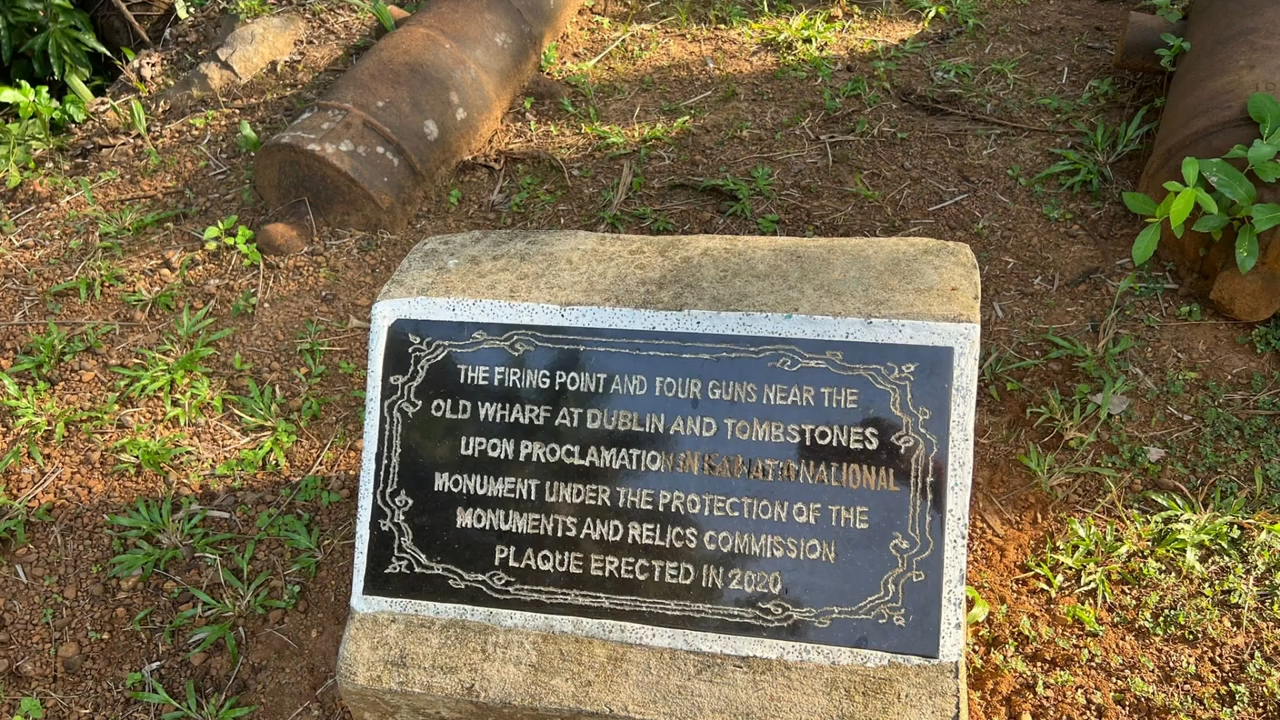 THE FIRING POINT AND FOUR GUNS NEAR THE
OLD WHARF AT DUBLIN AND TOMBSTONES
UPON PROCLAMATION NATIONAL
MONUMENT UNDER THE PROTECTION OF THE
MONUMENTS AND RELICS COMMISSION
PLAQUE ERECTED IN 2020